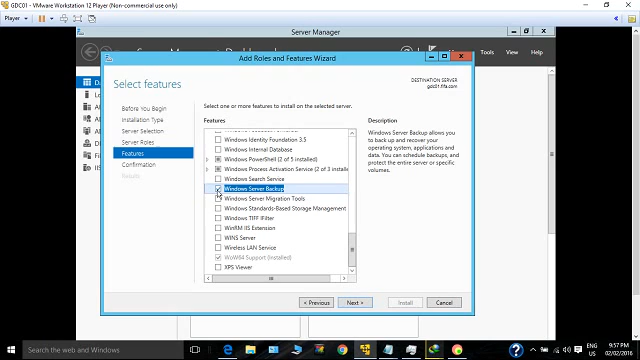 GDC01 - VMware Workstation 12 Player (Non-commercial use only)
Player
Server Manager
Tools
View
Help
Add Roles and Features Wizard
Select features
DESTINATION SERVER
gdc01.fifa.com
Before You Begin
Installation Type
Server Selection
Server Roles
Features
Confirmation
Results
Select one or more features to install on the selected server.
Features
Windows Identity Foundation 3.5
Windows Internal Database
Windows PowerShell (2 of 5 installed)
Windows Process Activation Service (2 of 3 installed
Windows Search Service
Windows Server Backup
Windows Server Migration Tools
Windows Standards-Based Storage Management
Windows TIFF IFilter
WinRM IIS Extension
WINS Server
Wireless LAN Service
WoW64 Support (Installed)
XPS Viewer
Description
Windows Server Backup allows you
to back up and recover your
operating system, applications and
data. You can schedule backups, and
protect the entire server or specific
volumes.
< Previous
Next >
Install
Cancel
Search the web and Windows
ENG
US
9:57 PM
02/02/2016